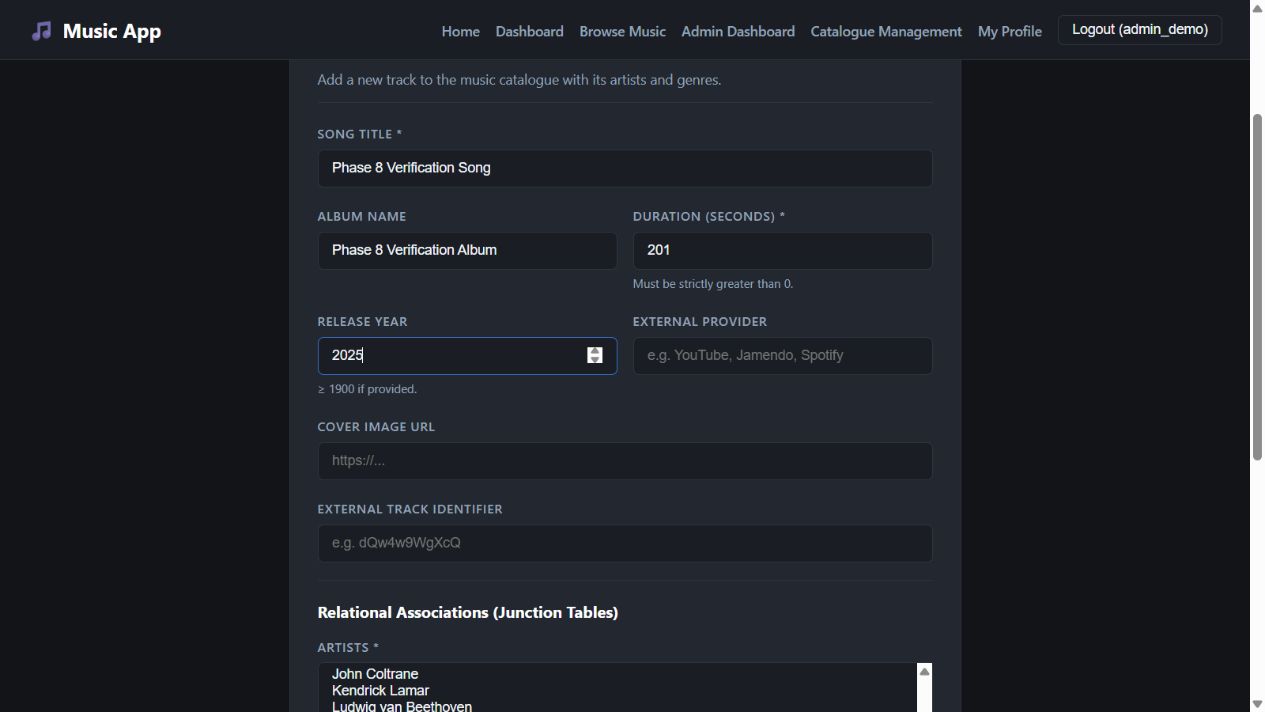 Music App
Home Dashboard Browse Music Admin Dashboard Catalogue Management My Profile Logout (admin_demo)
Add a new track to the music catalogue with its artists and genres.
SONG TITLE *
Phase 8 Verification Song
ALBUM NAME DURATION (SECONDS) *
Phase 8 Verification Album 201
Must be strictly greater than 0.
RELEASE YEAR EXTERNAL PROVIDER
2025 e.g. YouTube, Jamendo, Spotify
≥ 1900 if provided.
COVER IMAGE URL
https://...
EXTERNAL TRACK IDENTIFIER
e.g. dQw4w9WgXcQ
Relational Associations (Junction Tables)
ARTISTS *
John Coltrane
Kendrick Lamar
Ludwig van Beethoven